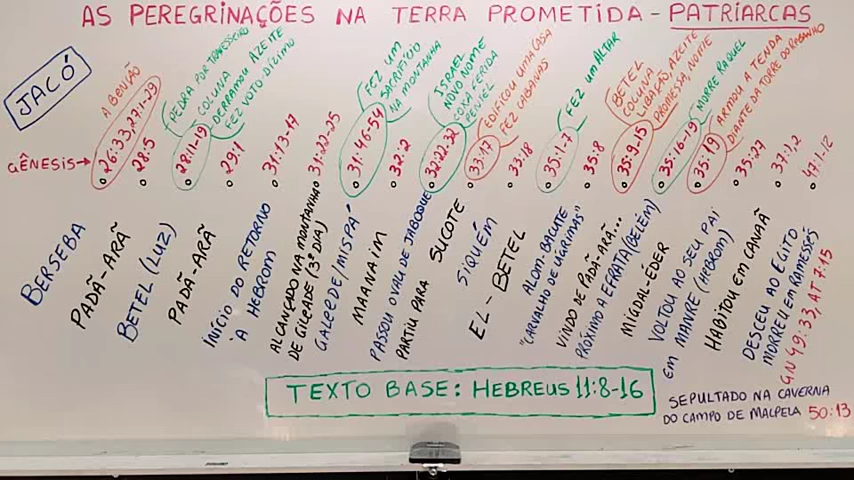 AS PEREGRINAÇÕES NA TERRA PROMETIDA - PATRIARCAS
JACÓ
GÊNESIS→
A BENÇÃO
26:33, 27:1-29
28:5
PEDRA POR TRAVESSEIRO
COLUNA
DERRAMOU AZEITE
FEZ VOTO-DÍZIMO
28:11-19
29:1
31:13-17
31:22-25
FEZ UM
SACRIFÍCIO
NA MONTANHA
31:46-54
32:2
ISRAEL
NOVO NOME
COXA FERIDA
PENIEL
32:22-32
EDIFICOU UMA CASA
FEZ CABANAS
33:17
33:18
FEZ UM ALTAR
35:1-7
35:8
BETEL
COLUNA
LIBAÇÃO, AZEITE
PROMESSA, NOME
35:9-15
MORRE RAQUEL
35:16-19
ARMOU A TENDA
DIANTE DA TORRE DO REBANHO
35:19
35:27
37:1,2
47:1-12
BERSEBA
PADÃ-ARÃ
BETEL (LUZ)
PADÃ-ARÃ
INÍCIO DO RETORNO
À HEBROM
ALCANÇADO NA MONTANHA
DE GILEADE (3º DIA)
GALEEDE/MISPÁ
MAANAIM
PASSOU O VAU DE JABOQUE
PARTIU PARA SUCOTE
SIQUÉM
EL-BETEL
ALOM-BACUTE
"CARVALHO DE LÁGRIMAS"
VINDO DE PADÃ-ARÃ...
PRÓXIMO A EFRATA (BELÉM)
MIGDAL-ÉDER
VOLTOU AO SEU PAI
EM MANRE (HEBROM)
HABITOU EM CANAÃ
DESCEU AO EGITO
MORREU EM RAMESSÉS
GN 49:33, AT 7:15
TEXTO BASE: HEBREUS 11:8-16
SEPULTADO NA CAVERNA
DO CAMPO DE MALPELA 50:13